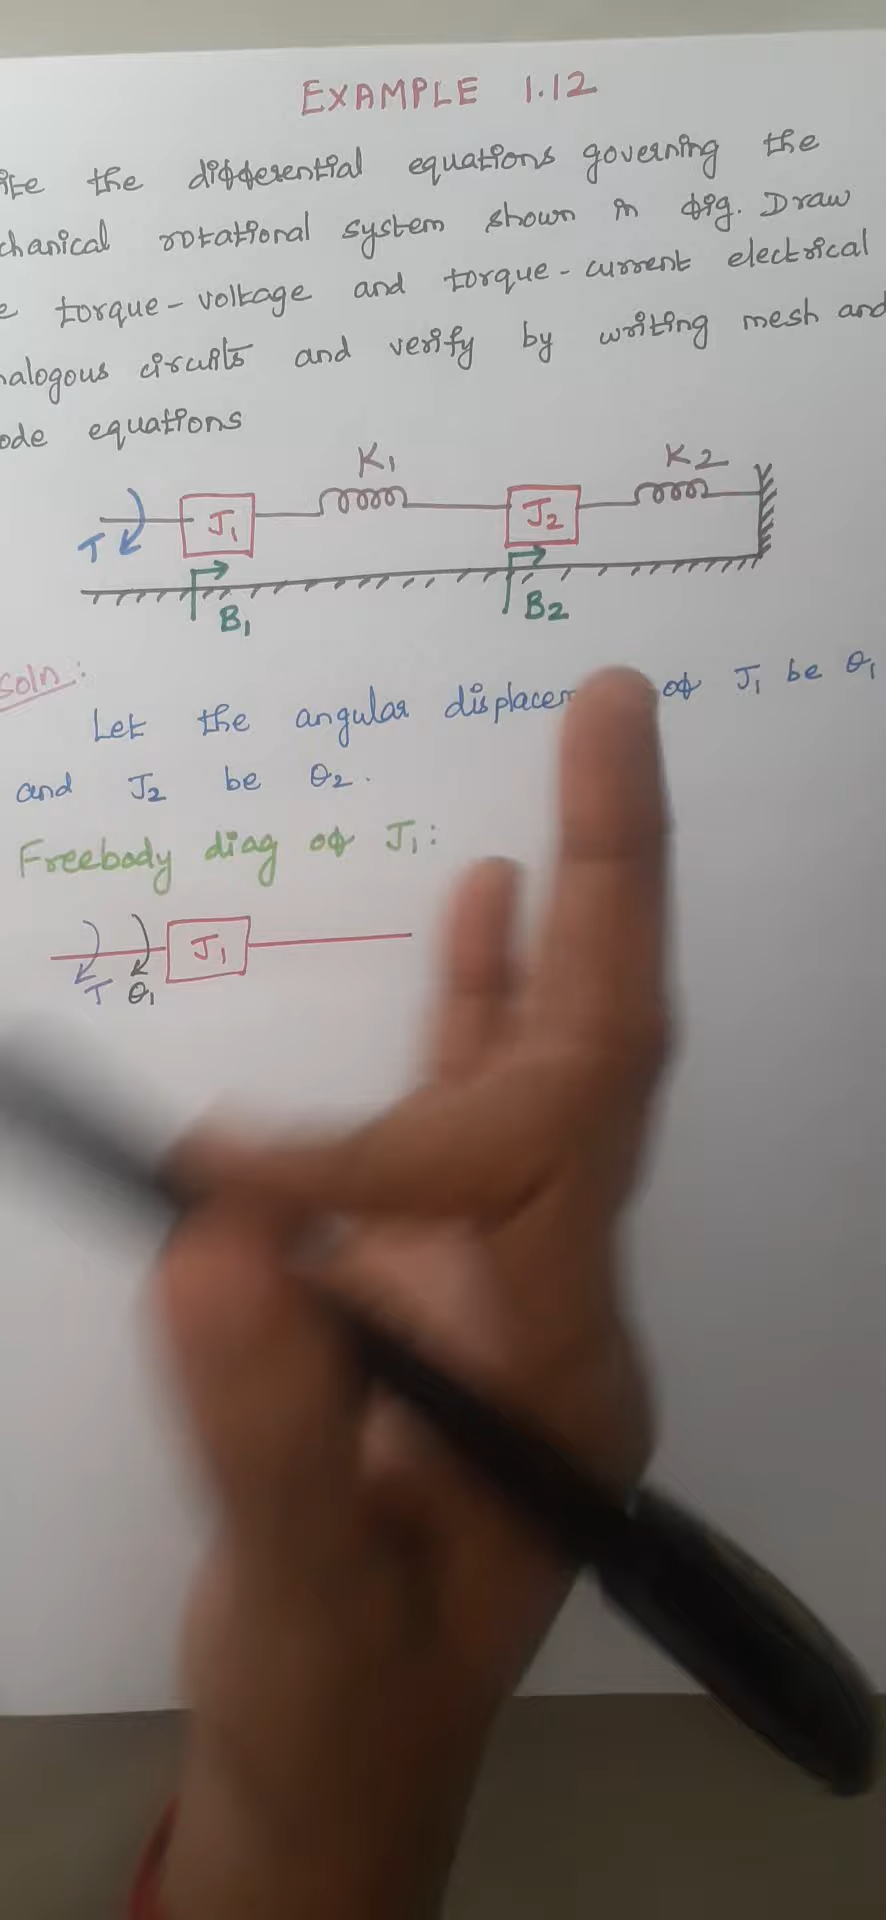 EXAMPLE 1.12
the differential equations governing the
rotational system shown in fig. Draw
torque-voltage and torque-current electrical
circuits and verify by writing mesh and
equations
K1 K2
T J1 J2
B1 B2
soln:
Let the angular of J1 be θ1
and J2 be θ2.
Freebody diag of J1:
J1
T θ1